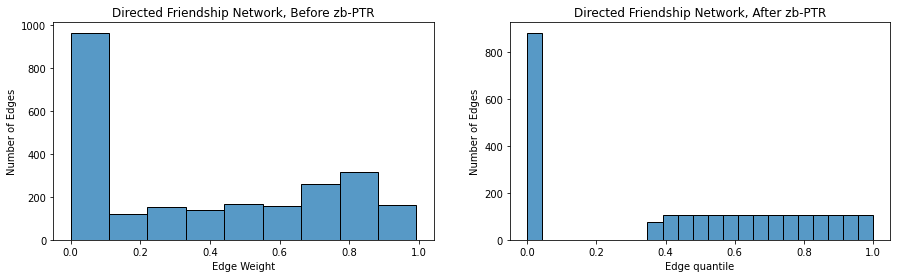 Directed Friendship Network, Before zb-PTR
1000
800
600
400
200
0
Number of Edges
0.0 0.2 0.4 0.6 0.8 1.0
Edge Weight
Directed Friendship Network, After zb-PTR
800
600
400
200
0
Number of Edges
0.0 0.2 0.4 0.6 0.8 1.0
Edge quantile